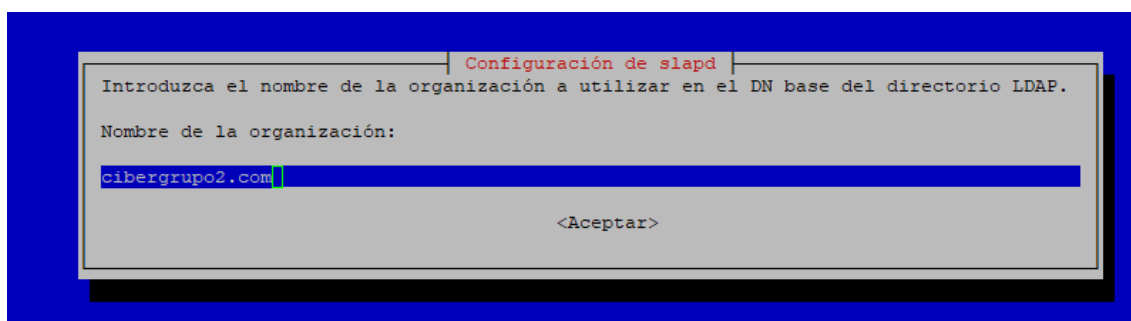 Configuración de slapd
Introduzca el nombre de la organización a utilizar en el DN base del directorio LDAP.
Nombre de la organización:
cibergrupo2.com
<Aceptar>